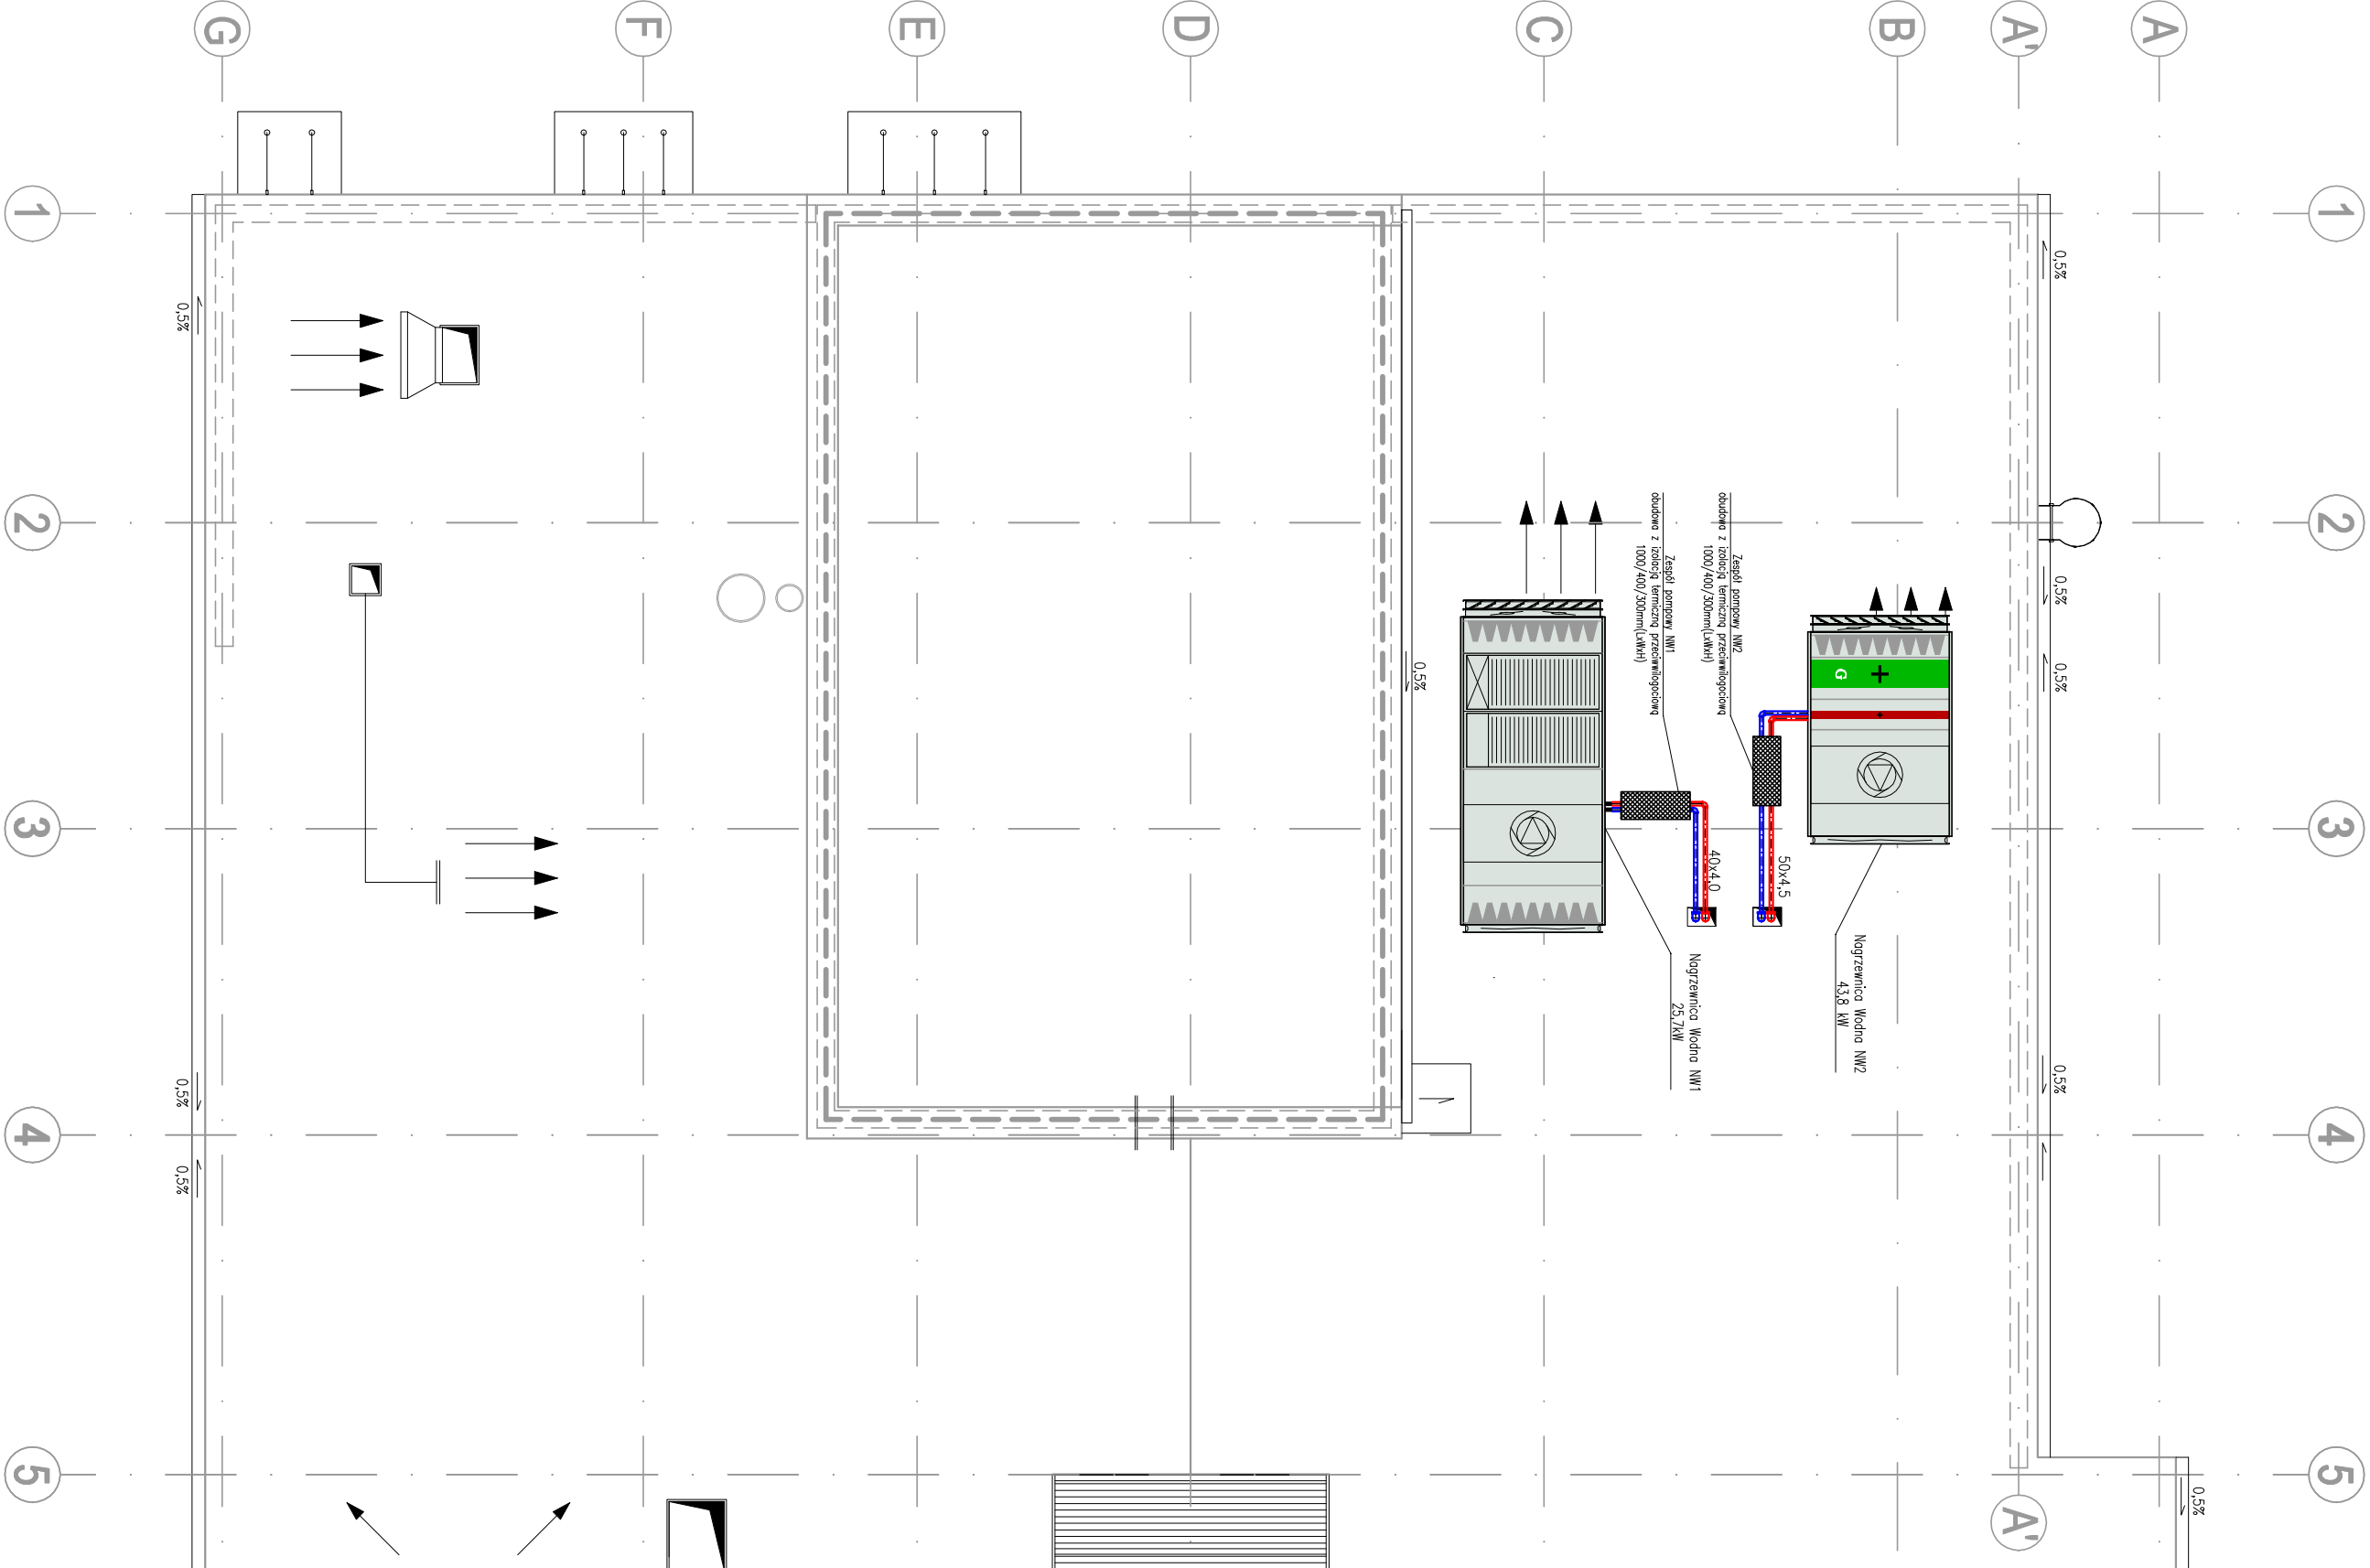 G
F
E
D
C
B
A'
A
1
1
0,5%
0,5%
2
2
Zespół pompowy NW1
obudowa z izolacją termiczną przeciwwilgociową
1000/400/300mm(LxWxH)
Zespół pompowy NW2
obudowa z izolacją termiczną przeciwwilgociową
1000/400/300mm(LxWxH)
0,5%
0,5%
0,5%
G
+
3
3
40x4,0
50x4,5
Nagrzewnica Wodna NW1
25,7kW
Nagrzewnica Wodna NW2
43,8 kW
0,5%
0,5%
4
4
0,5%
5
5
0,5%
A'